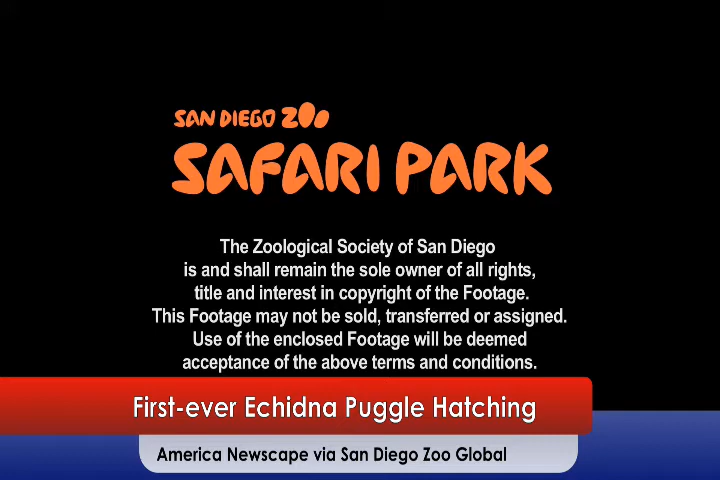 SAN DIEGO ZOO
SAFARI PARK
The Zoological Society of San Diego
is and shall remain the sole owner of all rights,
title and interest in copyright of the Footage.
This Footage may not be sold, transferred or assigned.
Use of the enclosed Footage will be deemed
acceptance of the above terms and conditions.
First-ever Echidna Puggle Hatching
America Newscape via San Diego Zoo Global